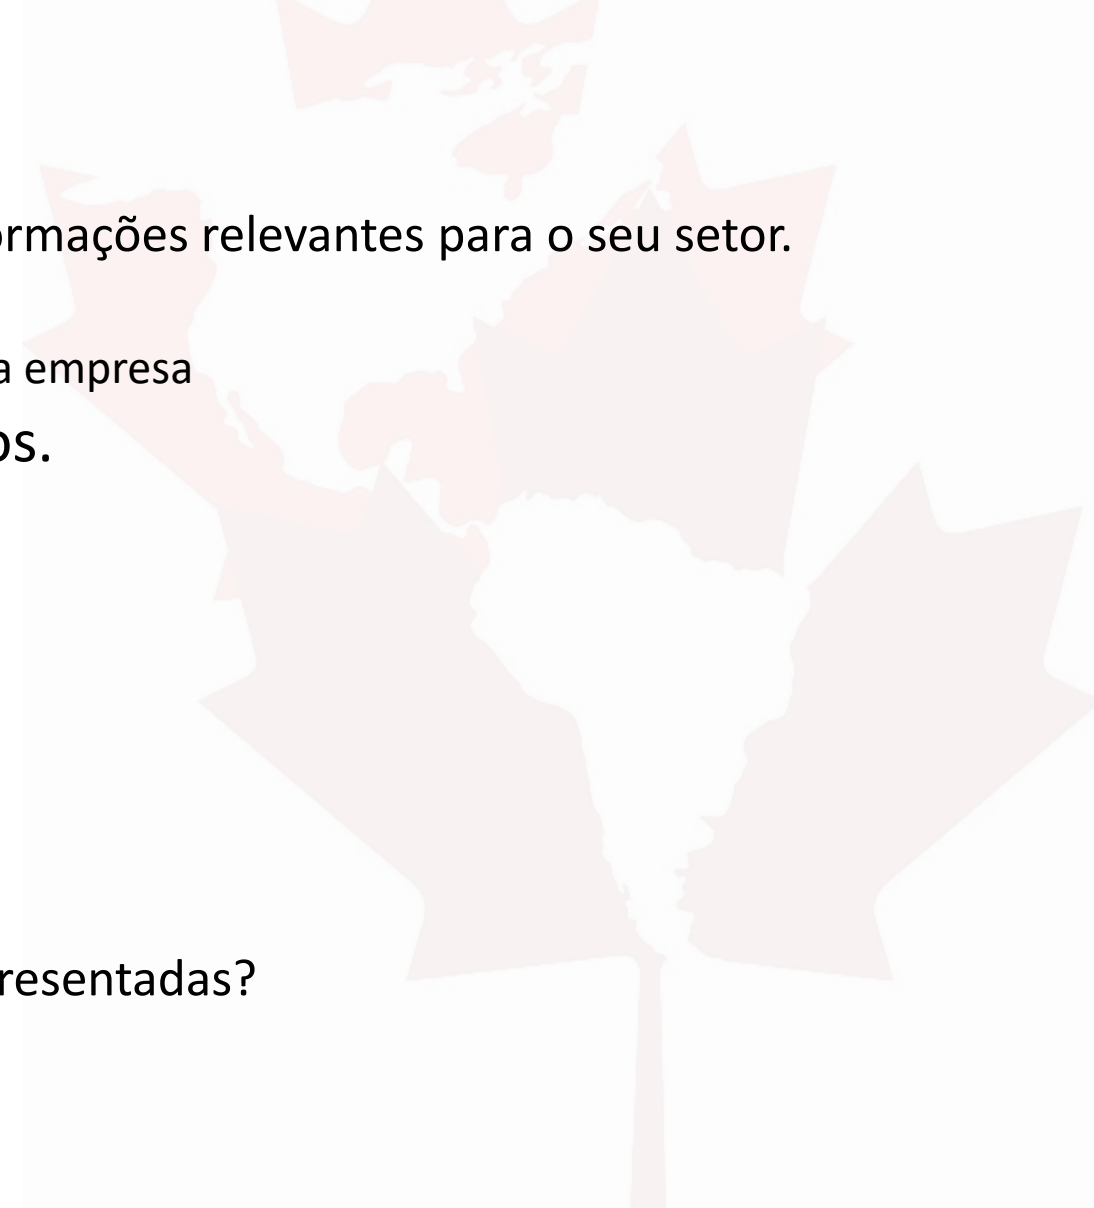 ormações relevantes para o seu setor.
a empresa
os.
resentadas?